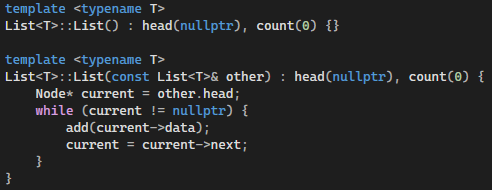 template <typename T>
List<T>::List() : head(nullptr), count(0) {}

template <typename T>
List<T>::List(const List<T>& other) : head(nullptr), count(0) {
    Node* current = other.head;
    while (current != nullptr) {
        add(current->data);
        current = current->next;
    }
}